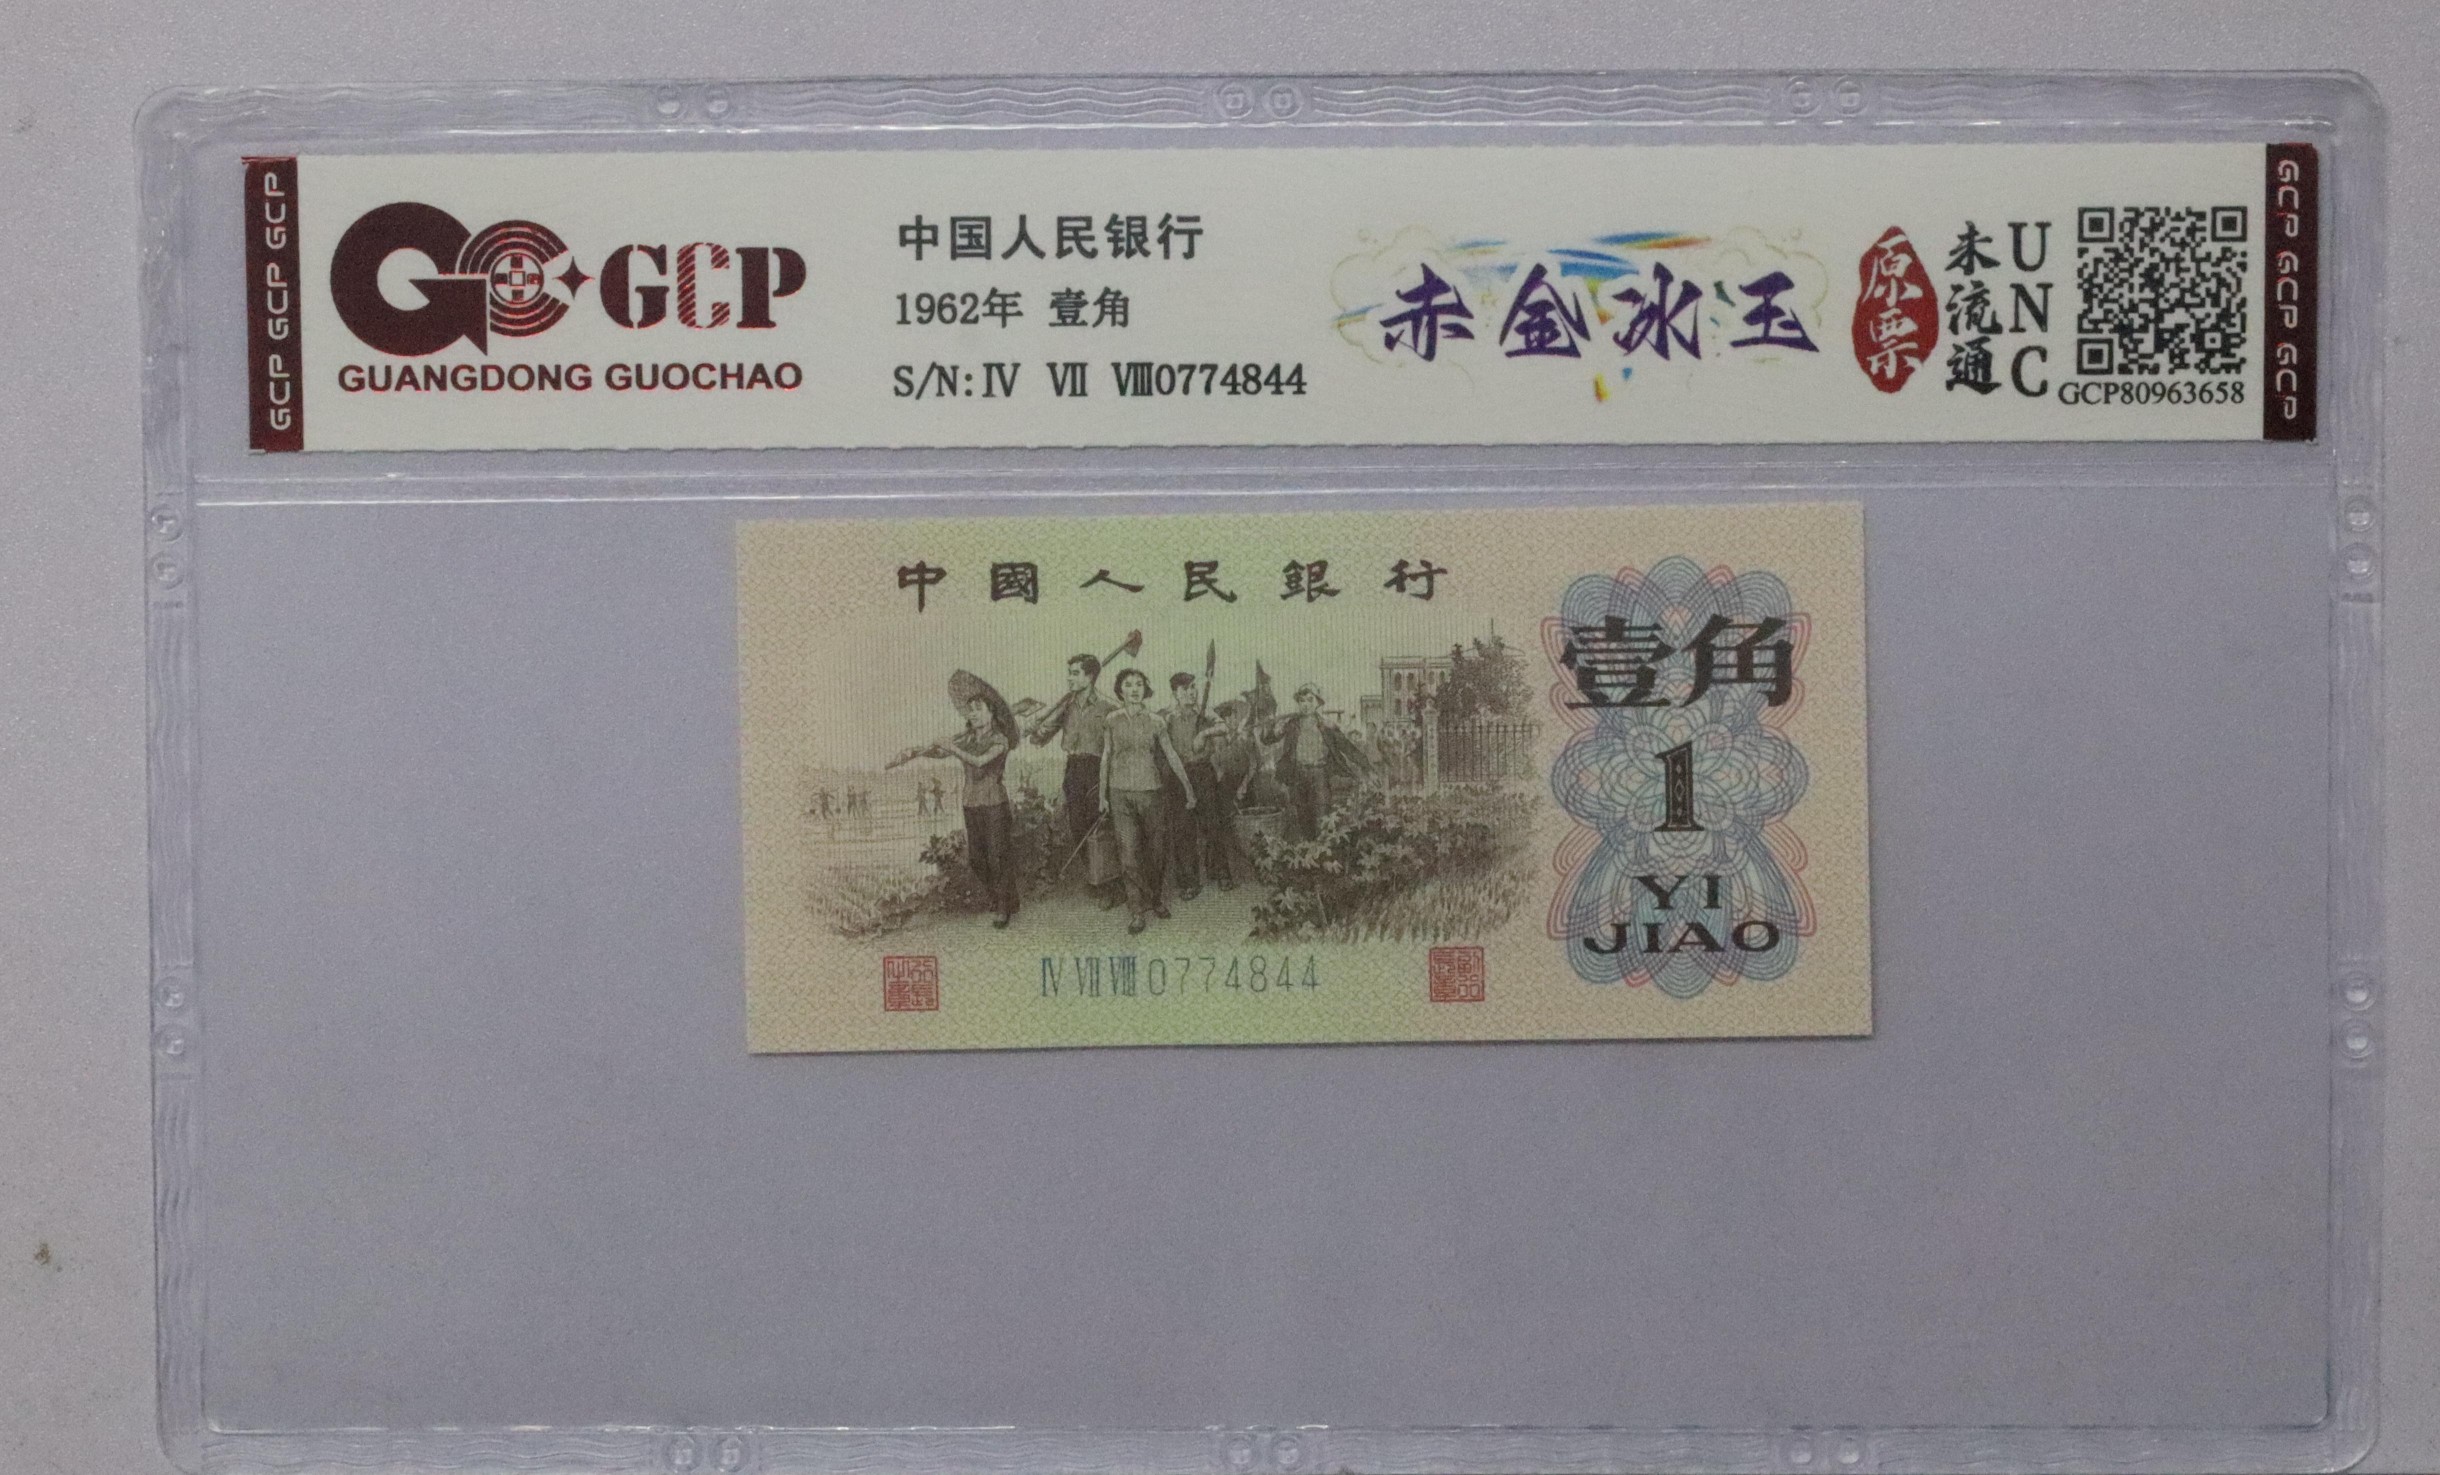 GCP GCP GCP
GCP
GUANGDONG GUOCHAO
中国人民银行
1962年 壹角
S/N:Ⅳ Ⅶ Ⅷ0774844
赤金冰玉
原票
未流通
UNC
GCP80963658
GCP GCP GCP
中國人民銀行
壹角
1
YI
JIAO
Ⅳ Ⅶ Ⅷ 0774844